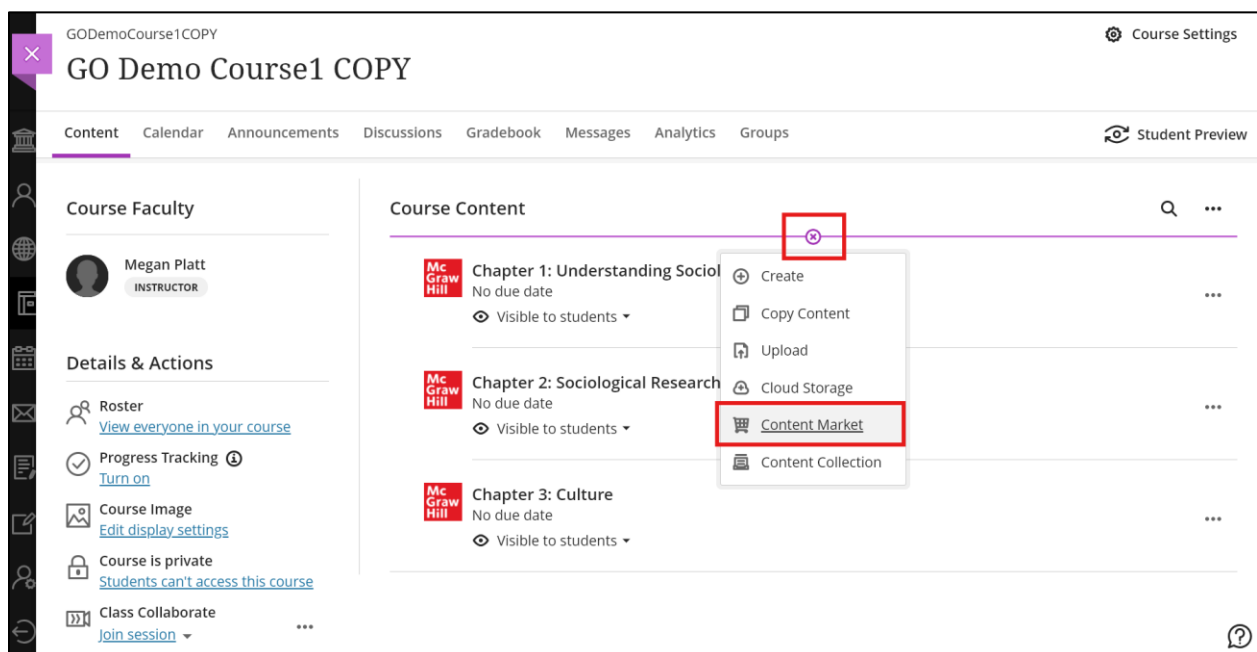 GODemoCourse1COPY
GO Demo Course1 COPY
Course Settings
Content Calendar Announcements Discussions Gradebook Messages Analytics Groups
Student Preview
Course Faculty
Megan Platt
INSTRUCTOR
Details & Actions
Roster
View everyone in your course
Progress Tracking
Turn on
Course Image
Edit display settings
Course is private
Students can't access this course
Class Collaborate
Join session
Course Content
Mc
Graw
Hill
Chapter 1: Understanding Sociol
No due date
Visible to students
Mc
Graw
Hill
Chapter 2: Sociological Research
No due date
Visible to students
Mc
Graw
Hill
Chapter 3: Culture
No due date
Visible to students
Create
Copy Content
Upload
Cloud Storage
Content Market
Content Collection